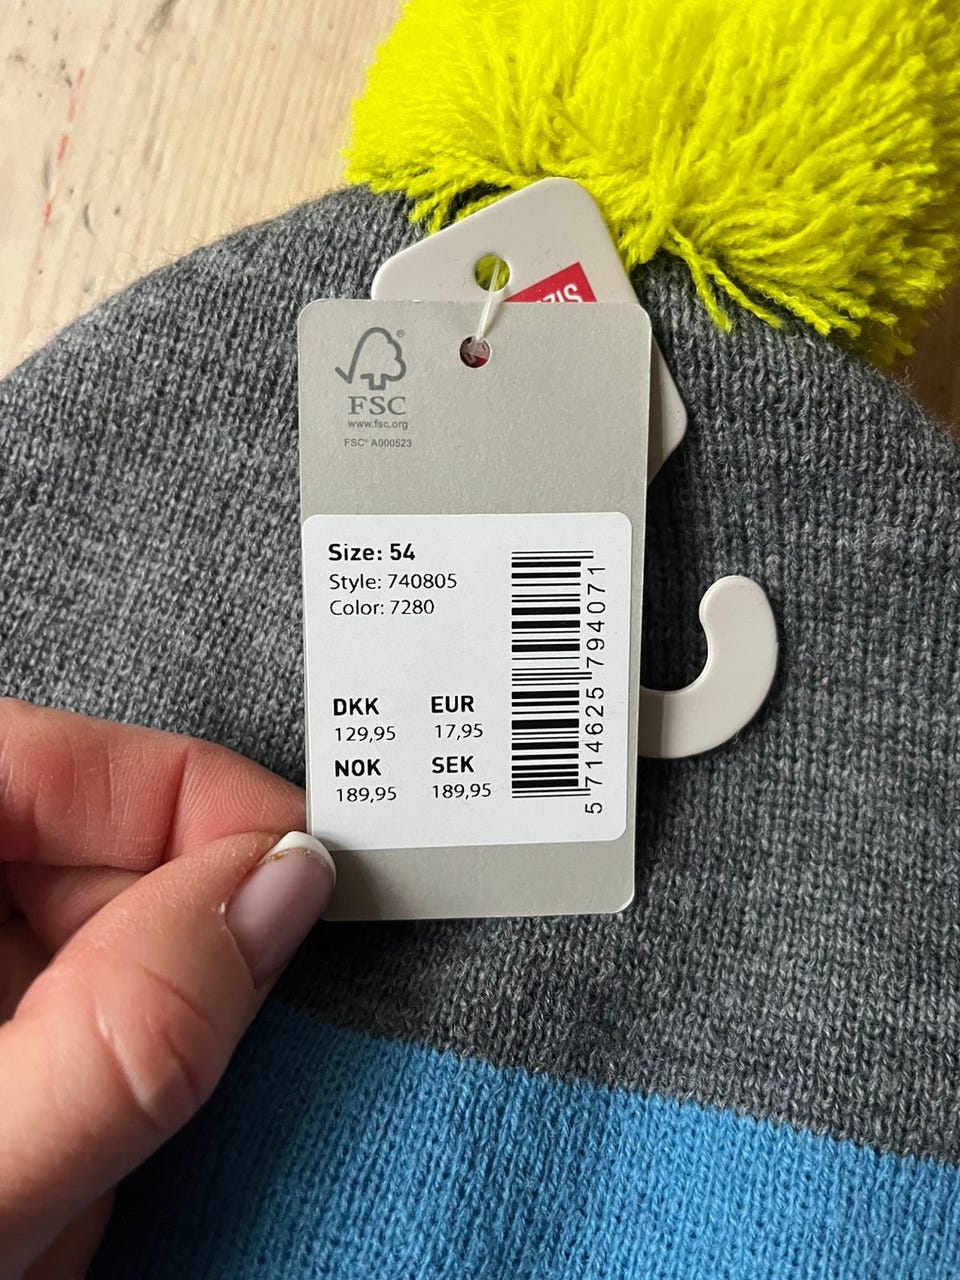 FSC
®
www.fsc.org
FSC® A000523
Size: 54
Style: 740805
Color: 7280
DKK EUR
129,95 17,95
NOK SEK
189,95 189,95
5 714625 794071